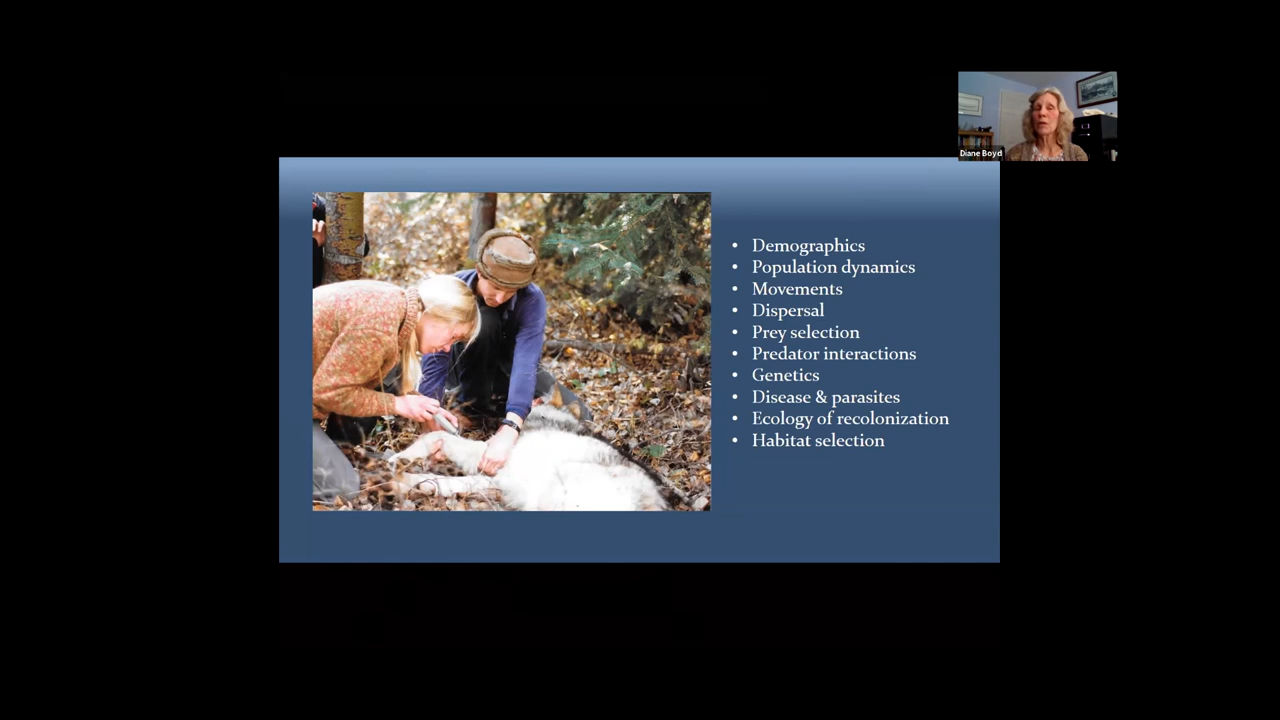 Diane Boyd
• Demographics
• Population dynamics
• Movements
• Dispersal
• Prey selection
• Predator interactions
• Genetics
• Disease & parasites
• Ecology of recolonization
• Habitat selection